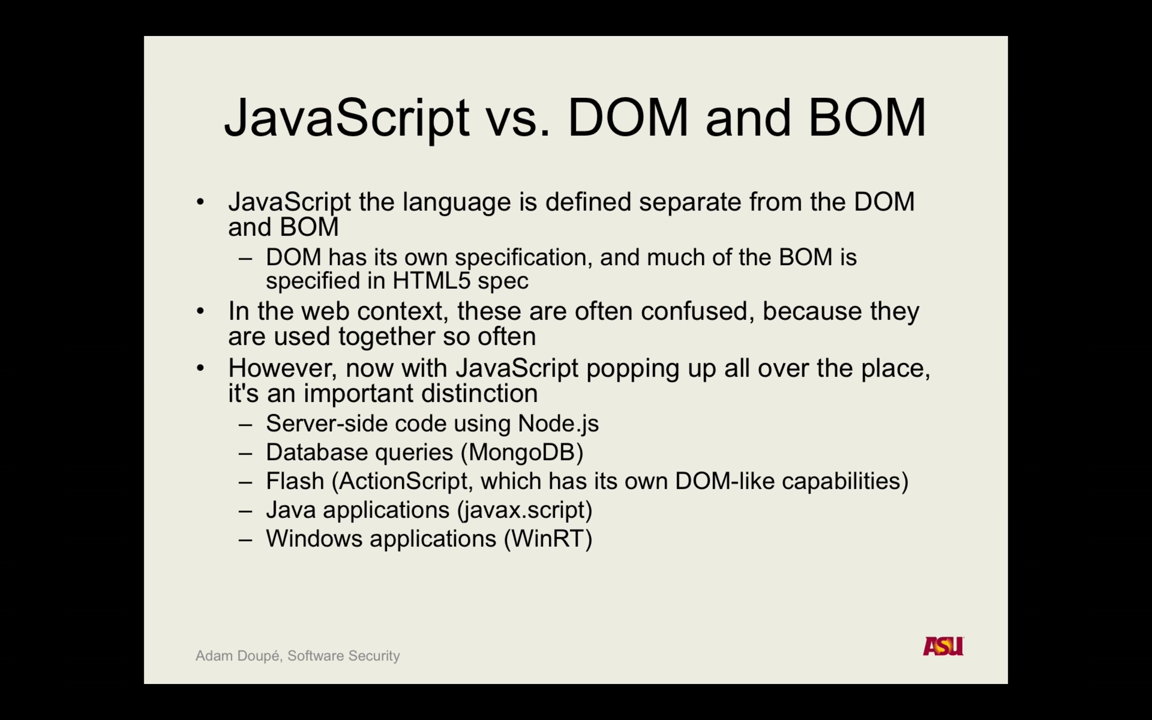 JavaScript vs. DOM and BOM
• JavaScript the language is defined separate from the DOM
and BOM
– DOM has its own specification, and much of the BOM is
specified in HTML5 spec
• In the web context, these are often confused, because they
are used together so often
• However, now with JavaScript popping up all over the place,
it's an important distinction
– Server-side code using Node.js
– Database queries (MongoDB)
– Flash (ActionScript, which has its own DOM-like capabilities)
– Java applications (javax.script)
– Windows applications (WinRT)
Adam Doupé, Software Security
ASU